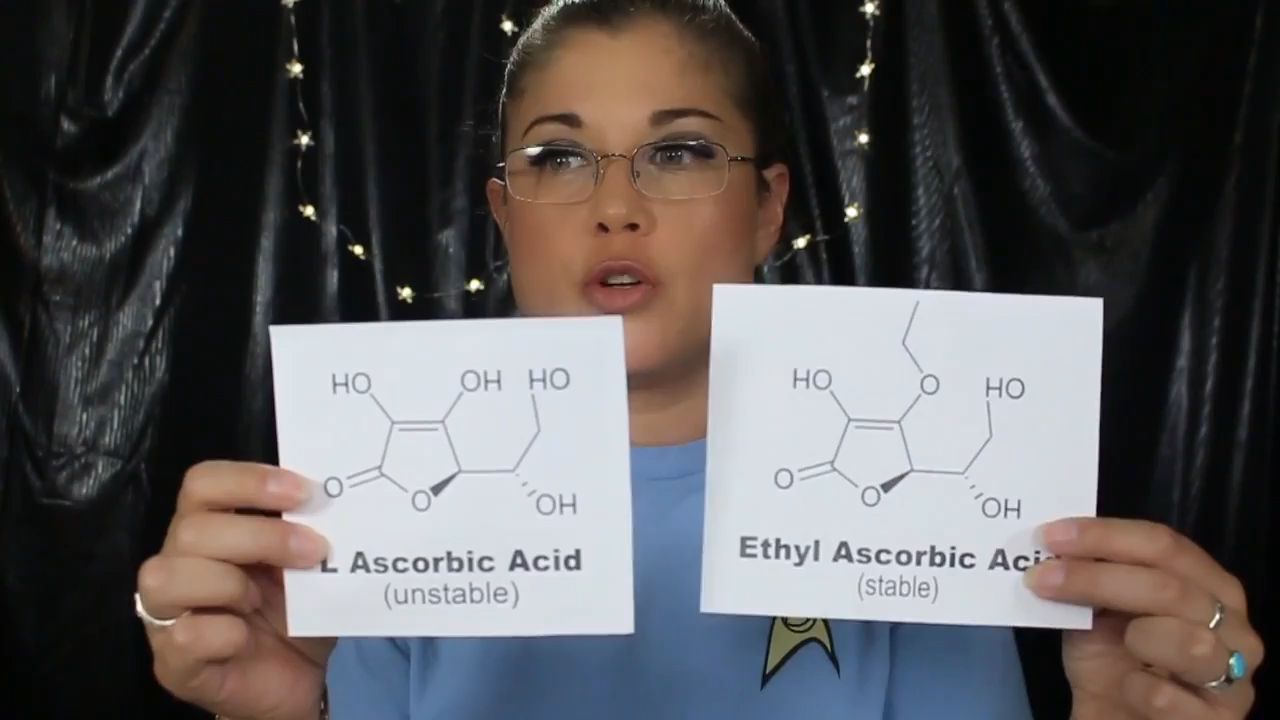 HO OH HO
O O OH
L Ascorbic Acid
(unstable)
O HO HO
O O OH
Ethyl Ascorbic
(stable)